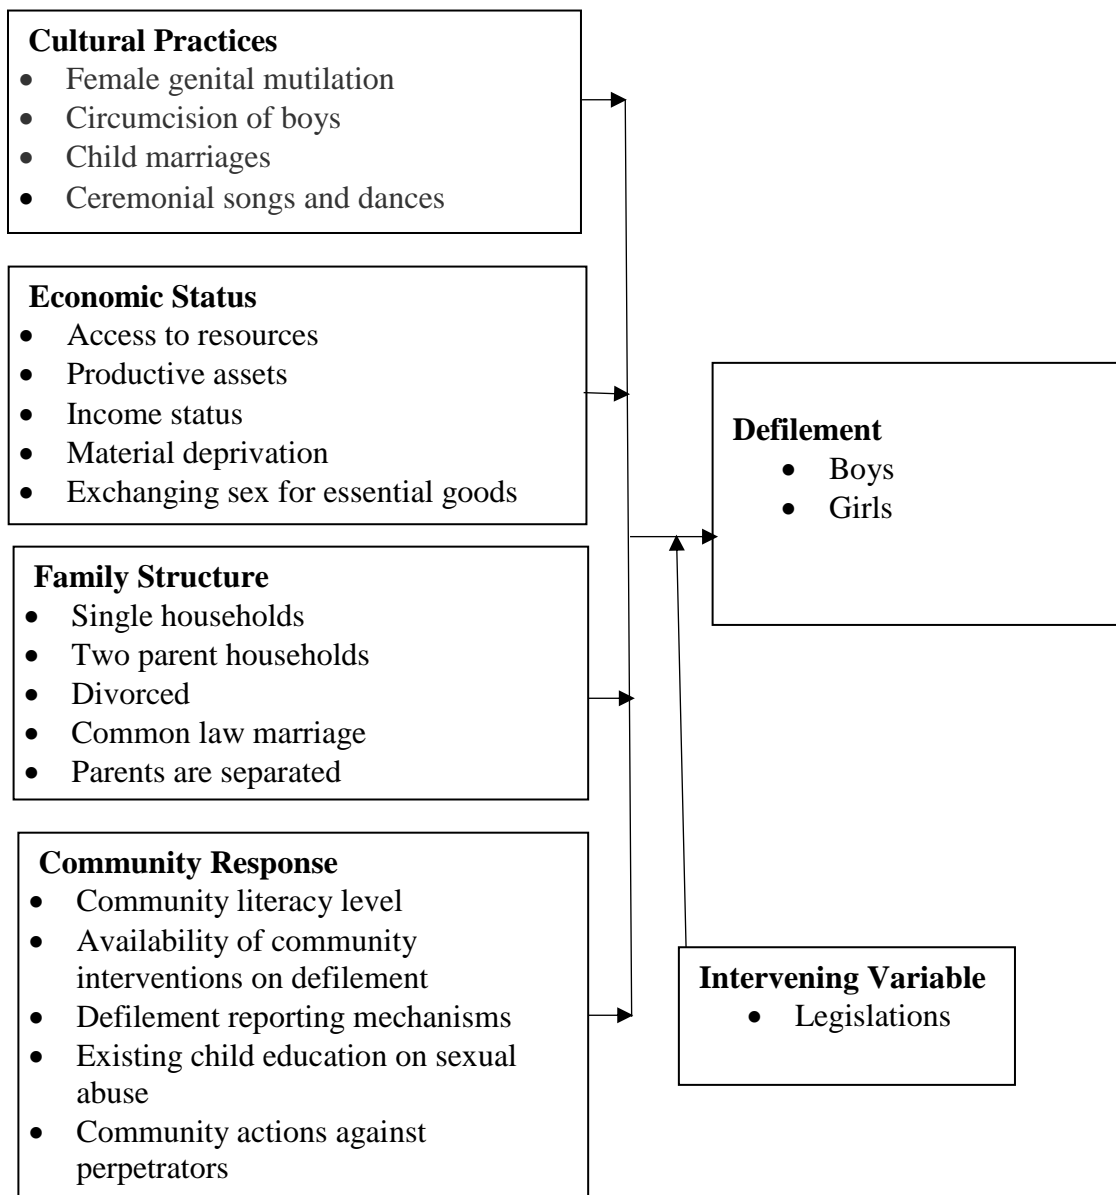 Cultural Practices
• Female genital mutilation
• Circumcision of boys
• Child marriages
• Ceremonial songs and dances
Economic Status
• Access to resources
• Productive assets
• Income status
• Material deprivation
• Exchanging sex for essential goods
Family Structure
• Single households
• Two parent households
• Divorced
• Common law marriage
• Parents are separated
Community Response
• Community literacy level
• Availability of community
interventions on defilement
• Defilement reporting mechanisms
• Existing child education on sexual
abuse
• Community actions against
perpetrators
Defilement
• Boys
• Girls
Intervening Variable
• Legislations